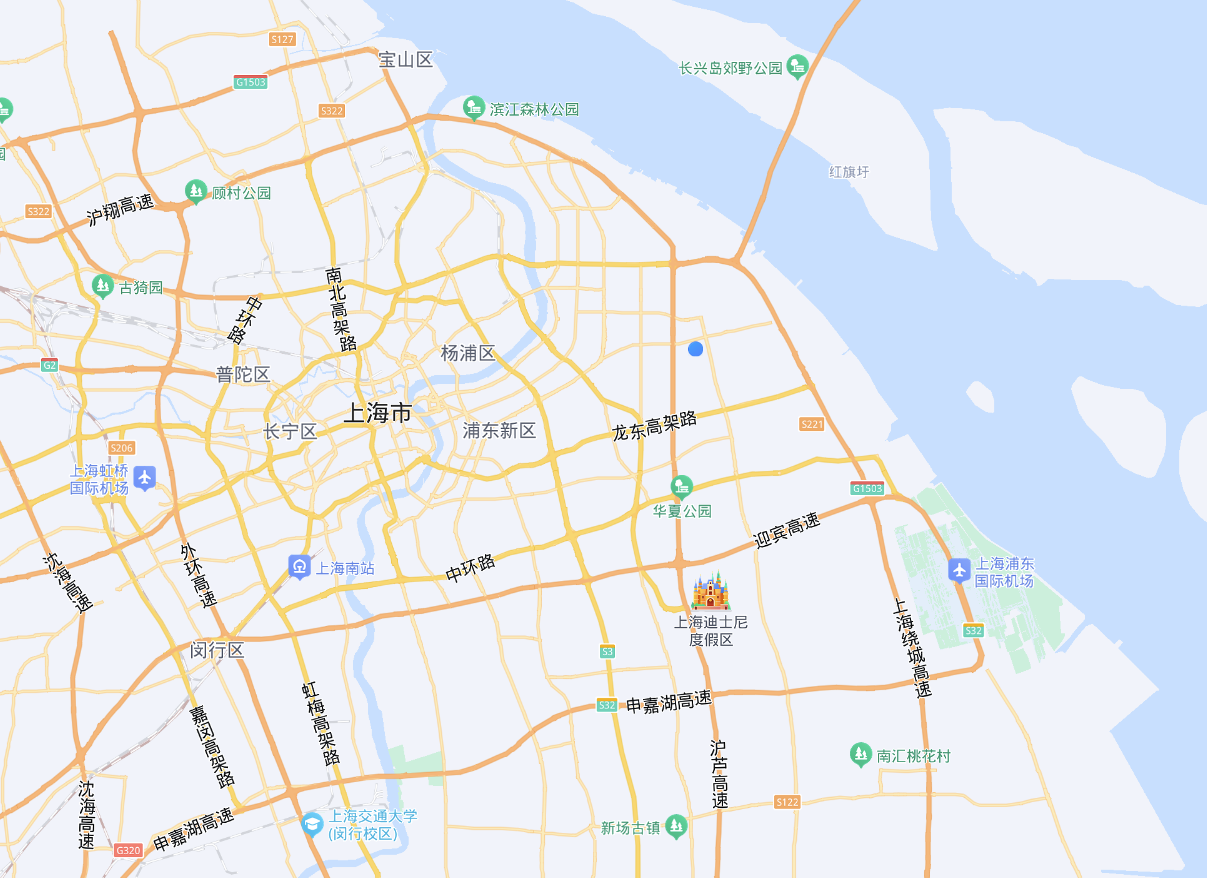 S127
宝山区
长兴岛郊野公园
G1503
S322
滨江森林公园
园
红旗圩
顾村公园
S322
沪翔高速
古猗园
南北高架路
中环路
杨浦区
G2
普陀区
上海市
长宁区
浦东新区
龙东高架路
S221
S206
上海虹桥
国际机场
华夏公园
G1503
迎宾高速
沈海高速
外环高速
上海南站
中环路
上海浦东
国际机场
上海迪士尼
度假区
上海绕城高速
S32
闵行区
S3
虹梅高架路
S32
申嘉湖高速
嘉闵高架路
沪芦高速
南汇桃花村
沈海高速
S122
申嘉湖高速
上海交通大学
(闵行校区)
新场古镇
G320